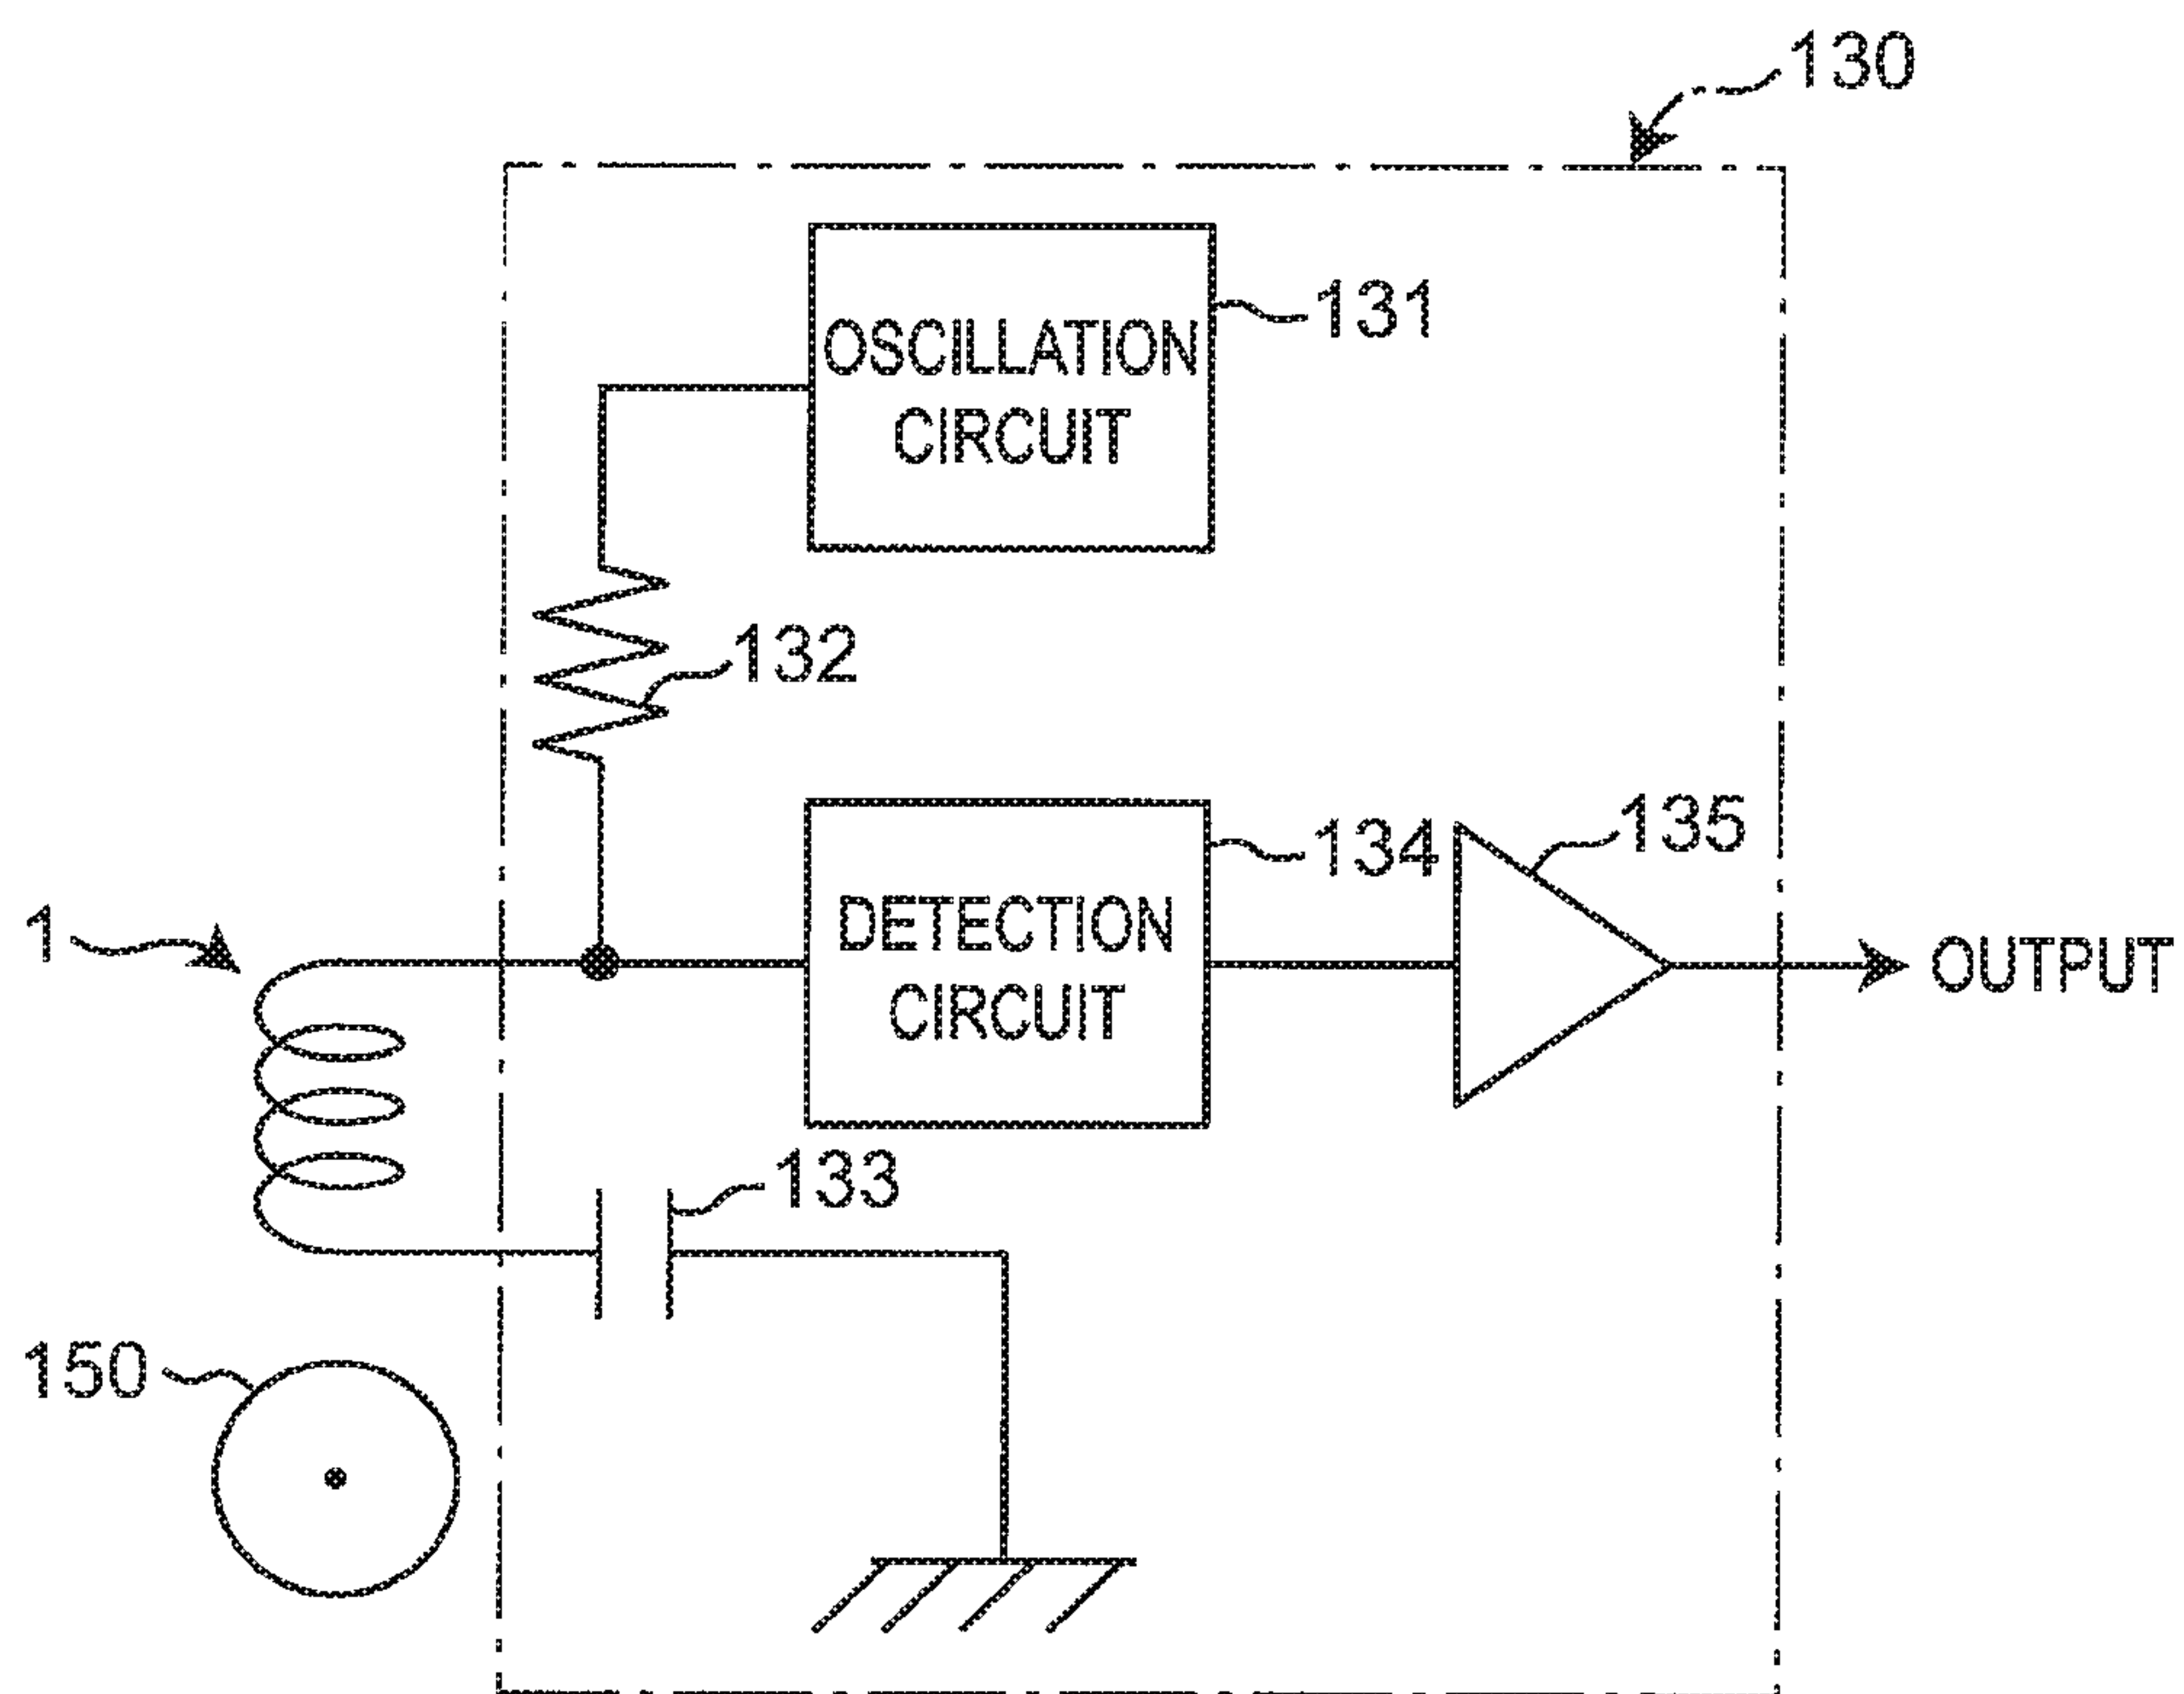 130
OSCILLATION
CIRCUIT
131
132
DETECTION
CIRCUIT
134
135
1
OUTPUT
133
150